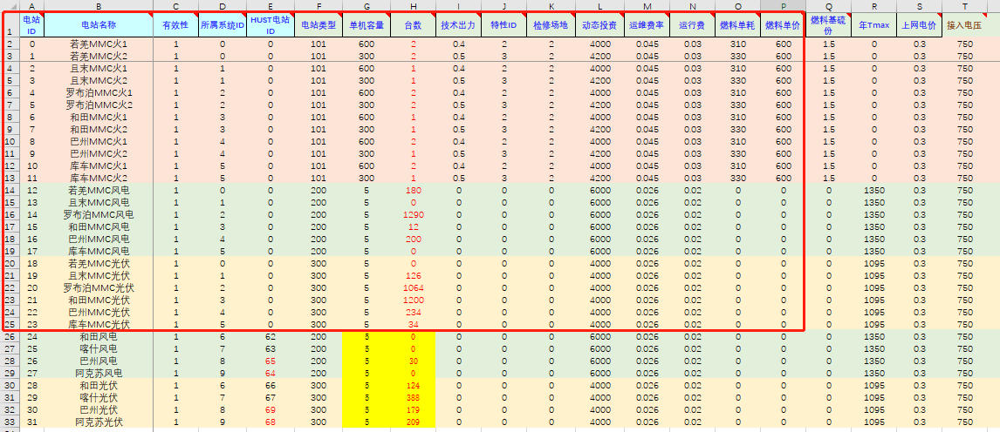 A B C D E F G H I J K L M N O P Q R S T
1 电站ID 电站名称 有效性 所属系统ID HUST电站ID 电站类型 单机容量 台数 技术出力 特性ID 检修场地 动态投资 运维费率 运行费 燃料单耗 燃料单价 燃料基硫份 年Tmax 上网电价 接入电压
2 0 若羌MMC火1 1 0 0 101 600 2 0.4 2 2 4000 0.045 0.03 310 600 1.5 0 0.3 750
3 1 若羌MMC火2 1 0 0 101 300 2 0.5 3 2 4200 0.045 0.03 330 600 1.5 0 0.3 750
4 2 且末MMC火1 1 1 0 101 600 1 0.4 2 2 4000 0.045 0.03 310 600 1.5 0 0.3 750
5 3 且末MMC火2 1 1 0 101 300 1 0.5 3 2 4200 0.045 0.03 330 600 1.5 0 0.3 750
6 4 罗布泊MMC火1 1 2 0 101 600 2 0.4 2 2 4000 0.045 0.03 310 600 1.5 0 0.3 750
7 5 罗布泊MMC火2 1 2 0 101 300 2 0.5 3 2 4200 0.045 0.03 330 600 1.5 0 0.3 750
8 6 和田MMC火1 1 3 0 101 600 1 0.4 2 2 4000 0.045 0.03 310 600 1.5 0 0.3 750
9 7 和田MMC火2 1 3 0 101 300 1 0.5 3 2 4200 0.045 0.03 330 600 1.5 0 0.3 750
10 8 巴州MMC火1 1 4 0 101 600 2 0.4 2 2 4000 0.045 0.03 310 600 1.5 0 0.3 750
11 9 巴州MMC火2 1 4 0 101 300 1 0.5 3 2 4200 0.045 0.03 330 600 1.5 0 0.3 750
12 10 库车MMC火1 1 5 0 101 600 2 0.4 2 2 4000 0.045 0.03 310 600 1.5 0 0.3 750
13 11 库车MMC火2 1 5 0 101 300 1 0.5 3 2 4200 0.045 0.03 330 600 1.5 0 0.3 750
14 12 若羌MMC风电 1 0 0 200 5 180 0 0 0 6000 0.026 0.02 0 0 0 1350 0.3 750
15 13 且末MMC风电 1 1 0 200 5 0 0 0 0 6000 0.026 0.02 0 0 0 1350 0.3 750
16 14 罗布泊MMC风电 1 2 0 200 5 1290 0 0 0 6000 0.026 0.02 0 0 0 1350 0.3 750
17 15 和田MMC风电 1 3 0 200 5 12 0 0 0 6000 0.026 0.02 0 0 0 1350 0.3 750
18 16 巴州MMC风电 1 4 0 200 5 200 0 0 0 6000 0.026 0.02 0 0 0 1350 0.3 750
19 17 库车MMC风电 1 5 0 200 5 0 0 0 0 6000 0.026 0.02 0 0 0 1350 0.3 750
20 18 若羌MMC光伏 1 0 0 300 5 0 0 0 0 4000 0.026 0.02 0 0 0 1095 0.3 750
21 19 且末MMC光伏 1 1 0 300 5 126 0 0 0 4000 0.026 0.02 0 0 0 1095 0.3 750
22 20 罗布泊MMC光伏 1 2 0 300 5 1064 0 0 0 4000 0.026 0.02 0 0 0 1095 0.3 750
23 21 和田MMC光伏 1 3 0 300 5 1200 0 0 0 4000 0.026 0.02 0 0 0 1095 0.3 750
24 22 巴州MMC光伏 1 4 0 300 5 234 0 0 0 4000 0.026 0.02 0 0 0 1095 0.3 750
25 23 库车MMC光伏 1 5 0 300 5 34 0 0 0 4000 0.026 0.02 0 0 0 1095 0.3 750
26 24 和田风电 1 6 62 200 5 0 0 0 0 6000 0.026 0.02 0 0 0 1350 0.3 750
27 25 喀什风电 1 7 63 200 5 0 0 0 0 6000 0.026 0.02 0 0 0 1350 0.3 750
28 26 巴州风电 1 8 65 200 5 30 0 0 0 6000 0.026 0.02 0 0 0 1350 0.3 750
29 27 阿克苏风电 1 9 64 200 5 0 0 0 0 6000 0.026 0.02 0 0 0 1350 0.3 750
30 28 和田光伏 1 6 66 300 5 124 0 0 0 4000 0.026 0.02 0 0 0 1095 0.3 750
31 29 喀什光伏 1 7 67 300 5 388 0 0 0 4000 0.026 0.02 0 0 0 1095 0.3 750
32 30 巴州光伏 1 8 69 300 5 179 0 0 0 4000 0.026 0.02 0 0 0 1095 0.3 750
33 31 阿克苏光伏 1 9 68 300 5 209 0 0 0 4000 0.026 0.02 0 0 0 1095 0.3 750